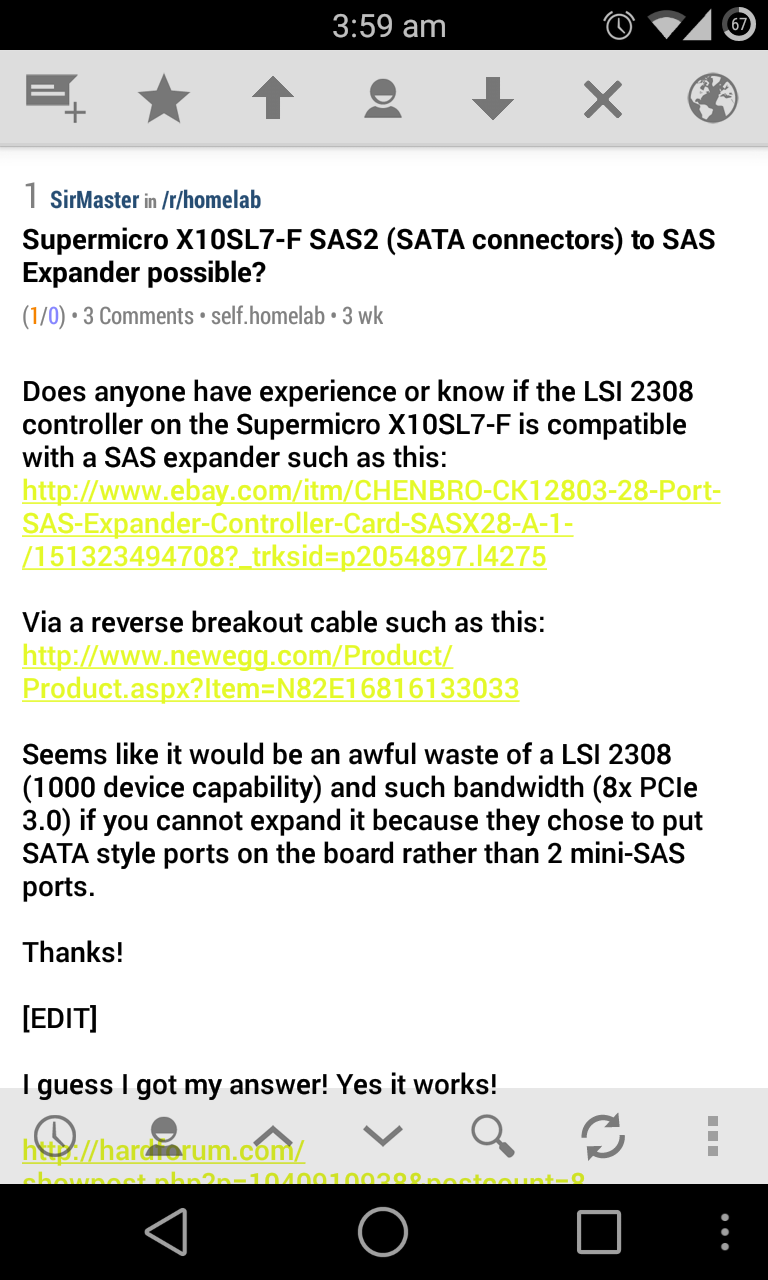 3:59 am
67
1 SirMaster in /r/homelab
Supermicro X10SL7-F SAS2 (SATA connectors) to SAS
Expander possible?
(1/0) • 3 Comments • self.homelab • 3 wk
Does anyone have experience or know if the LSI 2308
controller on the Supermicro X10SL7-F is compatible
with a SAS expander such as this:
http://www.ebay.com/itm/CHENBRO-CK12803-28-Port-
SAS-Expander-Controller-Card-SASX28-A-1-
/151323494708?_trksid=p2054897.l4275
Via a reverse breakout cable such as this:
http://www.newegg.com/Product/
Product.aspx?Item=N82E16816133033
Seems like it would be an awful waste of a LSI 2308
(1000 device capability) and such bandwidth (8x PCIe
3.0) if you cannot expand it because they chose to put
SATA style ports on the board rather than 2 mini-SAS
ports.
Thanks!
[EDIT]
I guess I got my answer! Yes it works!
http://hardforum.com/